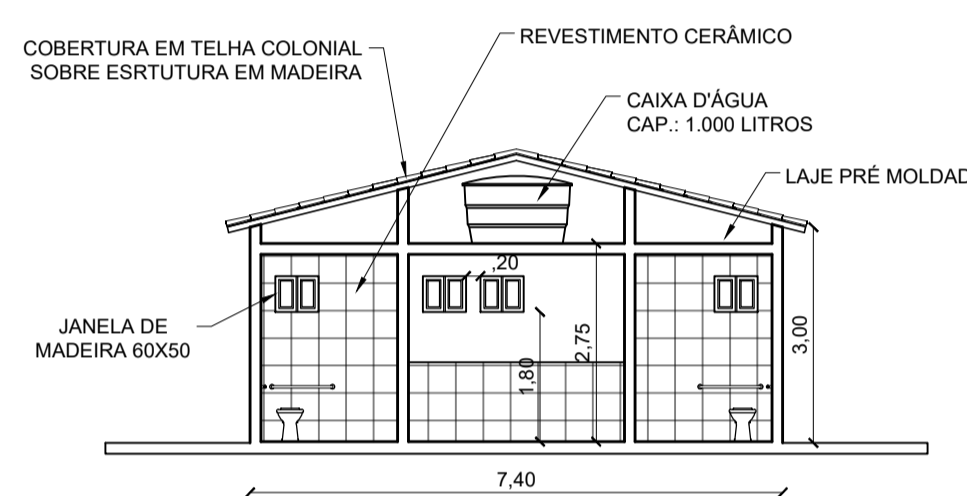 COBERTURA EM TELHA COLONIAL
SOBRE ESRTUTURA EM MADEIRA
REVESTIMENTO CERÂMICO
CAIXA D'ÁGUA
CAP.: 1.000 LITROS
LAJE PRÉ MOLDAD
,20
JANELA DE
MADEIRA 60X50
1,80
2,75
3,00
7,40